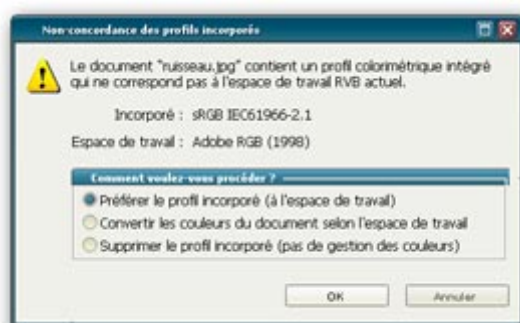 Non-concordance des profils incorporés
Le document "ruisseau.jpg" contient un profil colorimétrique intégré
qui ne correspond pas à l'espace de travail RVB actuel.
Incorporé : sRGB IEC61966-2.1
Espace de travail : Adobe RGB (1998)
Comment voulez-vous procéder ?
Préférer le profil incorporé (à l'espace de travail)
Convertir les couleurs du document selon l'espace de travail
Supprimer le profil incorporé (pas de gestion des couleurs)
OK Annuler